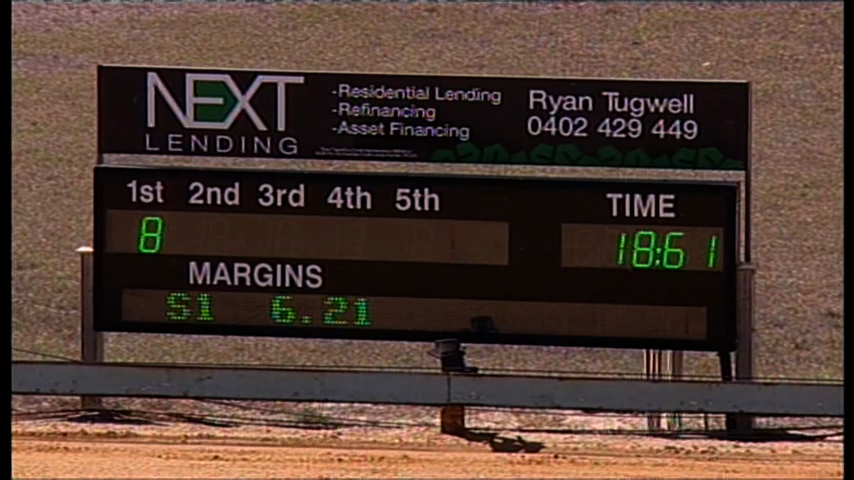 NEXT
LENDING
-Residential Lending
-Refinancing
-Asset Financing
Ryan Tugwell
0402 429 449
1st 2nd 3rd 4th 5th TIME
8 18:61
MARGINS
S1 6.21